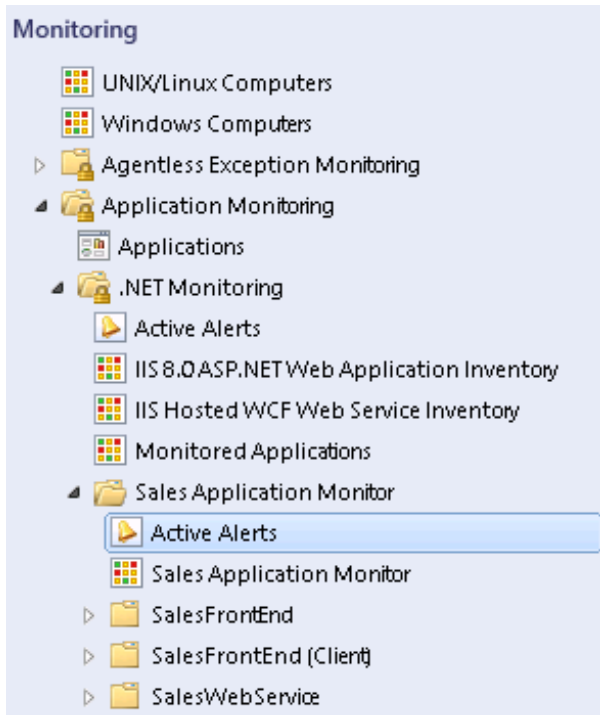 Monitoring
UNIX/Linux Computers
Windows Computers
Agentless Exception Monitoring
Application Monitoring
Applications
.NET Monitoring
Active Alerts
IIS 8.0 ASP.NET Web Application Inventory
IIS Hosted WCF Web Service Inventory
Monitored Applications
Sales Application Monitor
Active Alerts
Sales Application Monitor
SalesFrontEnd
SalesFrontEnd (Client)
SalesWebService